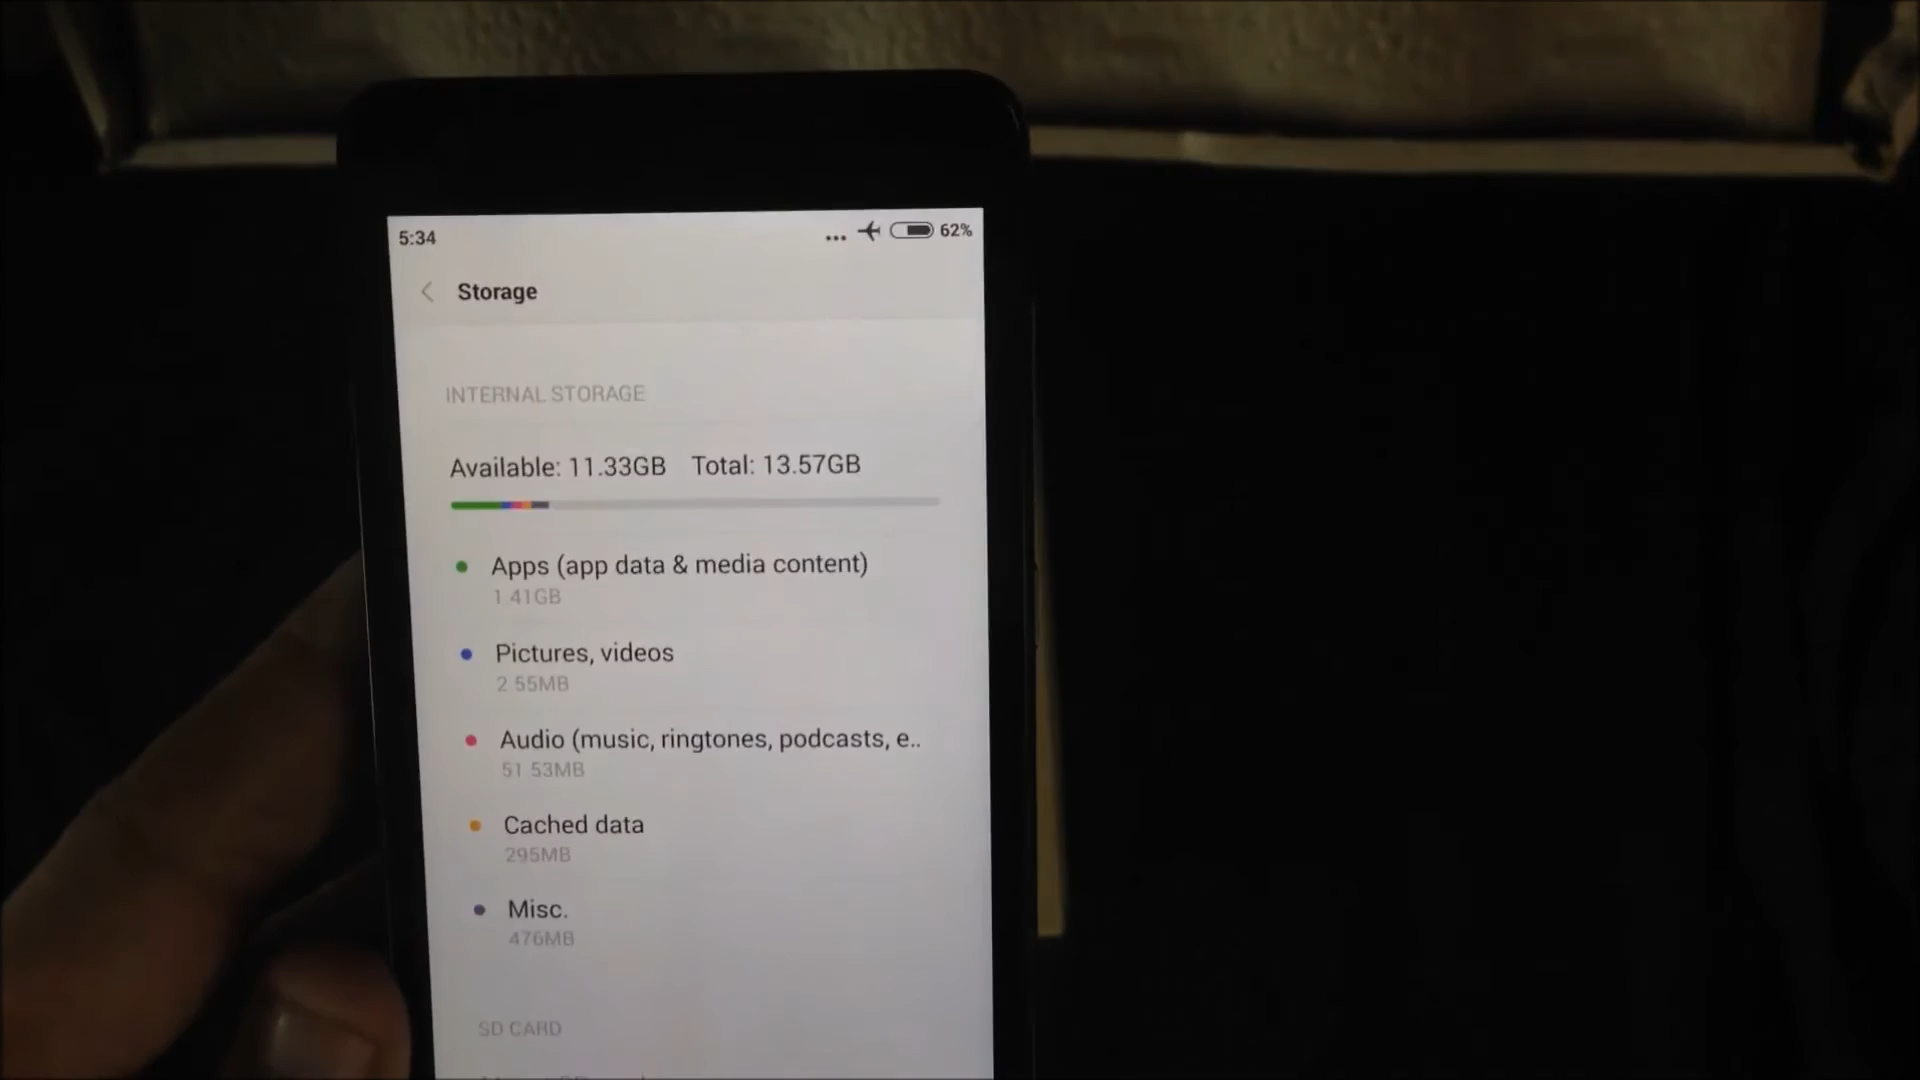 5:34 ... 62%
Storage
INTERNAL STORAGE
Available: 11.33GB Total: 13.57GB
Apps (app data & media content)
1.41GB
Pictures, videos
2.55MB
Audio (music, ringtones, podcasts, e..
51.53MB
Cached data
295MB
Misc.
476MB
SD CARD